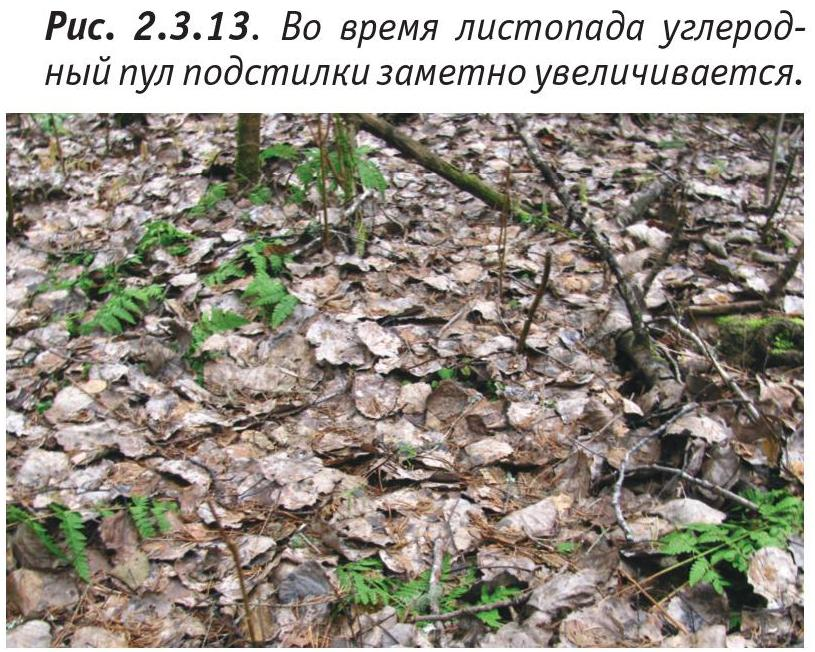 Рис. 2.3.13. Во время листопада углерод-
ный пул подстилки заметно увеличивается.